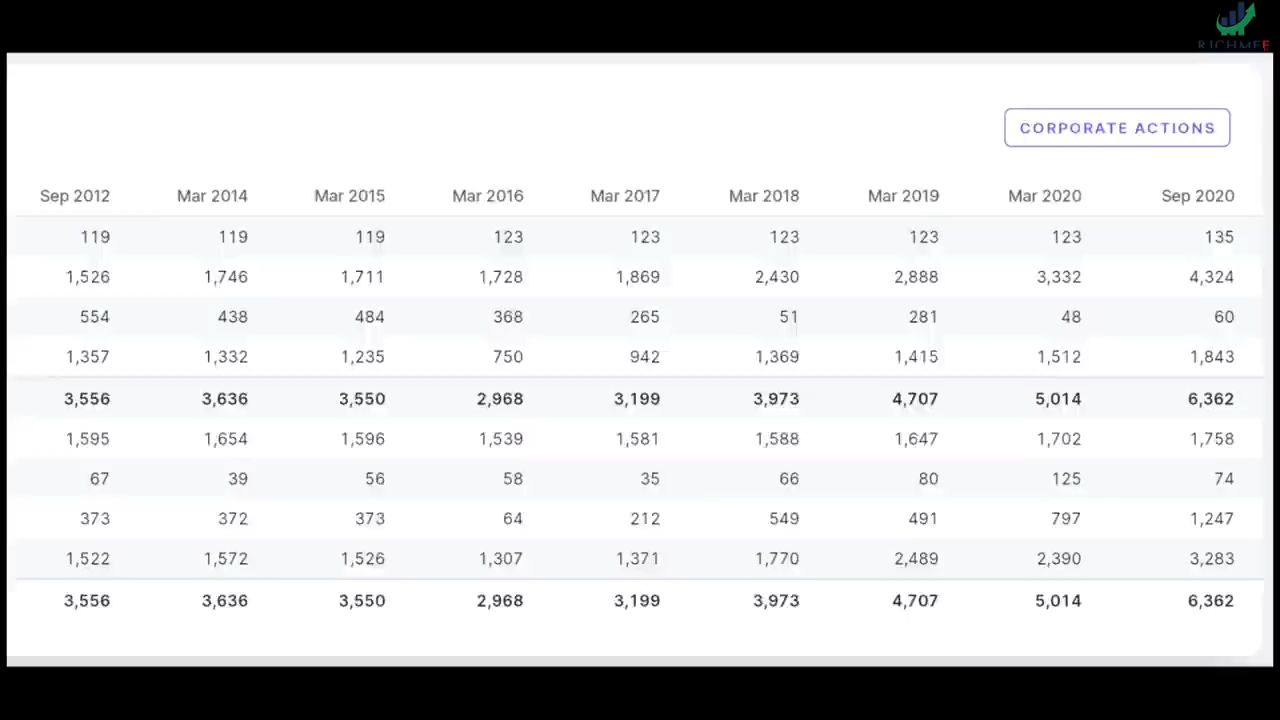 RICHMEE
CORPORATE ACTIONS
Sep 2012 Mar 2014 Mar 2015 Mar 2016 Mar 2017 Mar 2018 Mar 2019 Mar 2020 Sep 2020
119 119 119 123 123 123 123 123 135
1,526 1,746 1,711 1,728 1,869 2,430 2,888 3,332 4,324
554 438 484 368 265 51 281 48 60
1,357 1,332 1,235 750 942 1,369 1,415 1,512 1,843
3,556 3,636 3,550 2,968 3,199 3,973 4,707 5,014 6,362
1,595 1,654 1,596 1,539 1,581 1,588 1,647 1,702 1,758
67 39 56 58 35 66 80 125 74
373 372 373 64 212 549 491 797 1,247
1,522 1,572 1,526 1,307 1,371 1,770 2,489 2,390 3,283
3,556 3,636 3,550 2,968 3,199 3,973 4,707 5,014 6,362